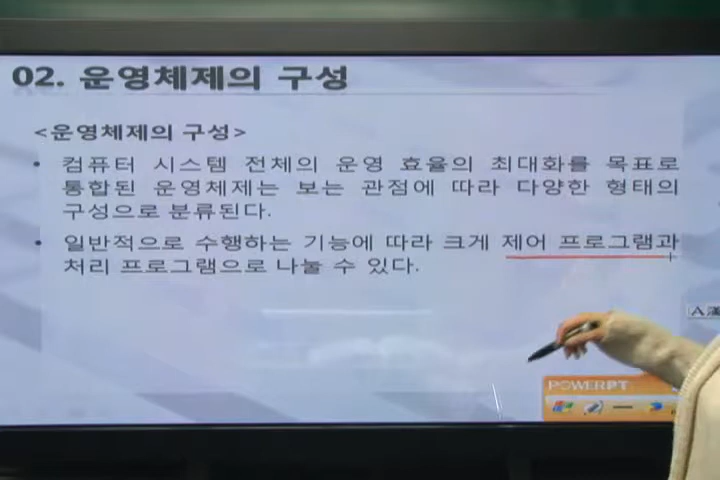 02. 운영체제의 구성
<운영체제의 구성>
• 컴퓨터 시스템 전체의 운영 효율의 최대화를 목표로
통합된 운영체제는 보는 관점에 따라 다양한 형태의
구성으로 분류된다.
• 일반적으로 수행하는 기능에 따라 크게 제어 프로그램과
처리 프로그램으로 나눌 수 있다.
A漢
POWERPT